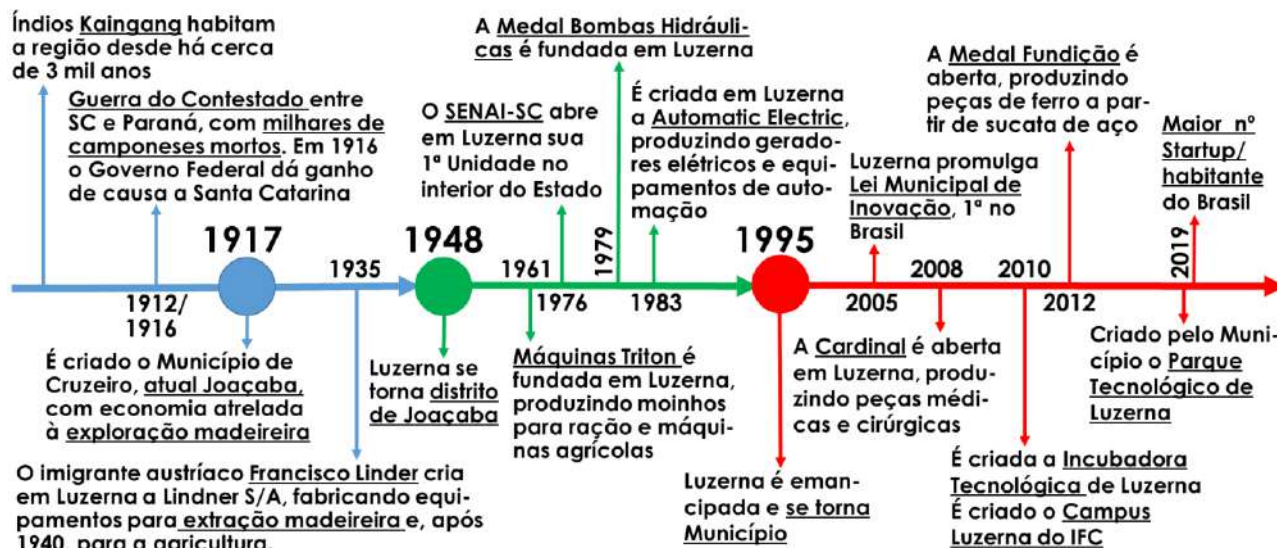 Índios Kaingang habitam
a região desde há cerca
de 3 mil anos
Guerra do Contestado entre
SC e Paraná, com milhares de
camponeses mortos. Em 1916
o Governo Federal dá ganho
de causa a Santa Catarina
A Medal Bombas Hidráuli-
cas é fundada em Luzerna
O SENAI-SC abre
em Luzerna sua
1ª Unidade no
interior do Estado
É criada em Luzerna
a Automatic Electric,
produzindo gerado-
res elétricos e equi-
pamentos de auto-
mação
Luzerna promulga
Lei Municipal de
Inovação, 1ª no
Brasil
A Medal Fundição é
aberta, produzindo
peças de ferro a par-
tir de sucata de aço
Maior nº
Startup/
habitante
do Brasil
1917
1935
1948
1961
1979
1995
2008
2010
2019
1912/
1916
1976
1983
2005
2012
É criado o Município de
Cruzeiro, atual Joaçaba,
com economia atrelada
à exploração madeireira
O imigrante austríaco Francisco Linder cria
em Luzerna a Lindner S/A, fabricando equi-
pamentos para extração madeireira e, após
1940, para a agricultura.
Luzerna se
torna distrito
de Joaçaba
Máquinas Triton é
fundada em Luzerna,
produzindo moinhos
para ração e máqui-
nas agrícolas
Luzerna é eman-
cipada e se torna
Município
A Cardinal é aberta
em Luzerna, produ-
zindo peças médi-
cas e cirúrgicas
É criada a Incubadora
Tecnológica de Luzerna
É criado o Campus
Luzerna do IFC
Criado pelo Muni-
cípio o Parque
Tecnológico de
Luzerna